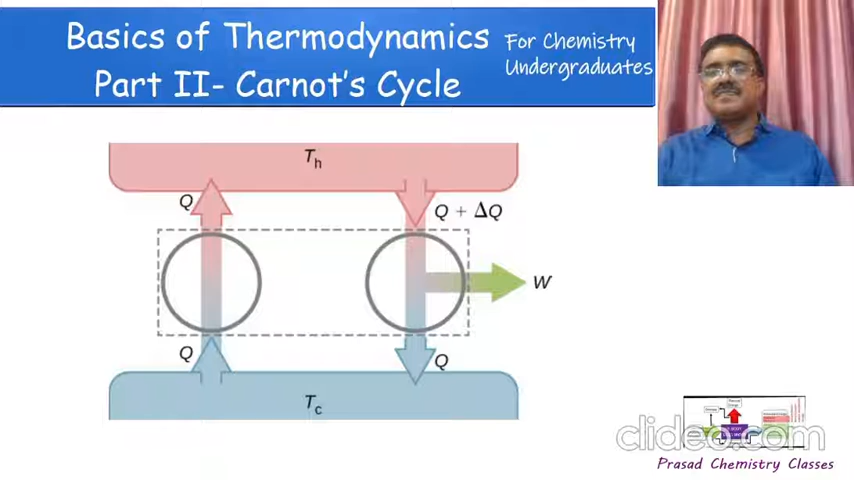 Basics of Thermodynamics
Part II- Carnot's Cycle
For Chemistry
Undergraduates
Th
Q
Q + ΔQ
W
Q
Q
Tc
clideo.com
Prasad Chemistry Classes